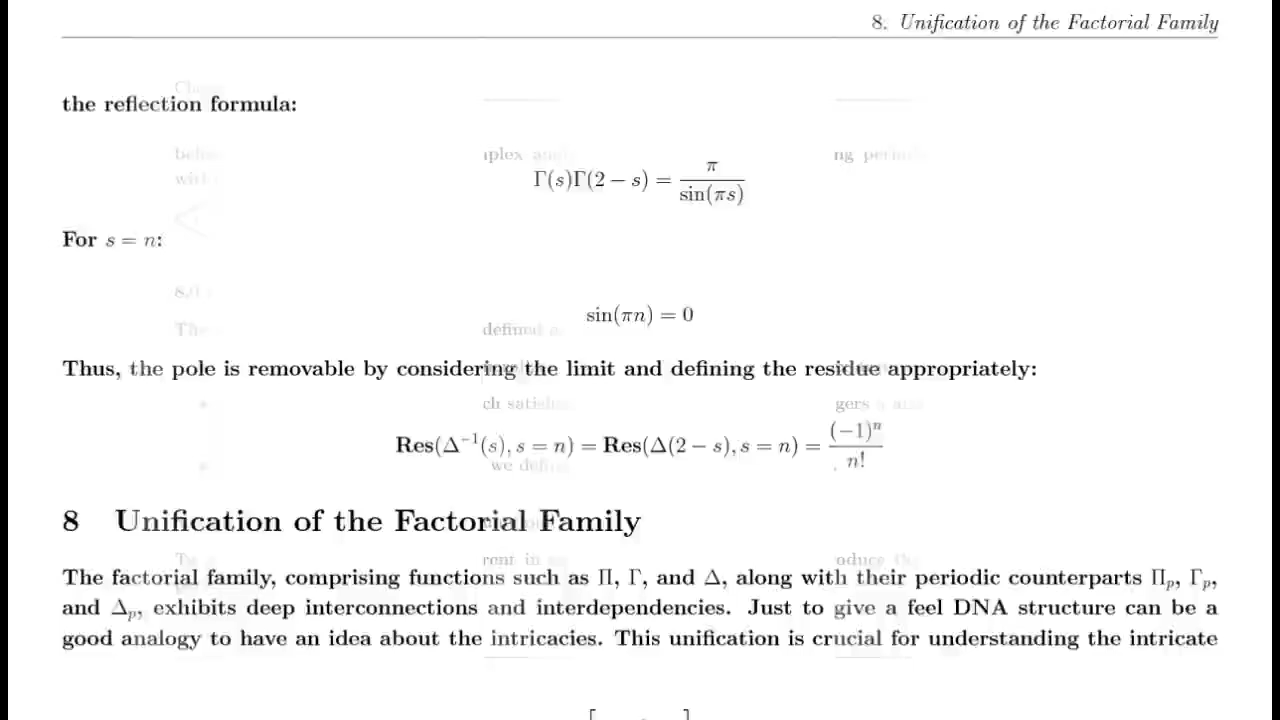 8. Unification of the Factorial Family
the reflection formula:
Γ(s)Γ(2 − s) = π / sin(πs)
For s = n:
sin(πn) = 0
Thus, the pole is removable by considering the limit and defining the residue appropriately:
Res(Δ⁻¹(s), s = n) = Res(Δ(2 − s), s = n) = (−1)ⁿ / n!
8 Unification of the Factorial Family
The factorial family, comprising functions such as Π, Γ, and Δ, along with their periodic counterparts Πₚ, Γₚ,
and Δₚ, exhibits deep interconnections and interdependencies. Just to give a feel DNA structure can be a
good analogy to have an idea about the intricacies. This unification is crucial for understanding the intricate